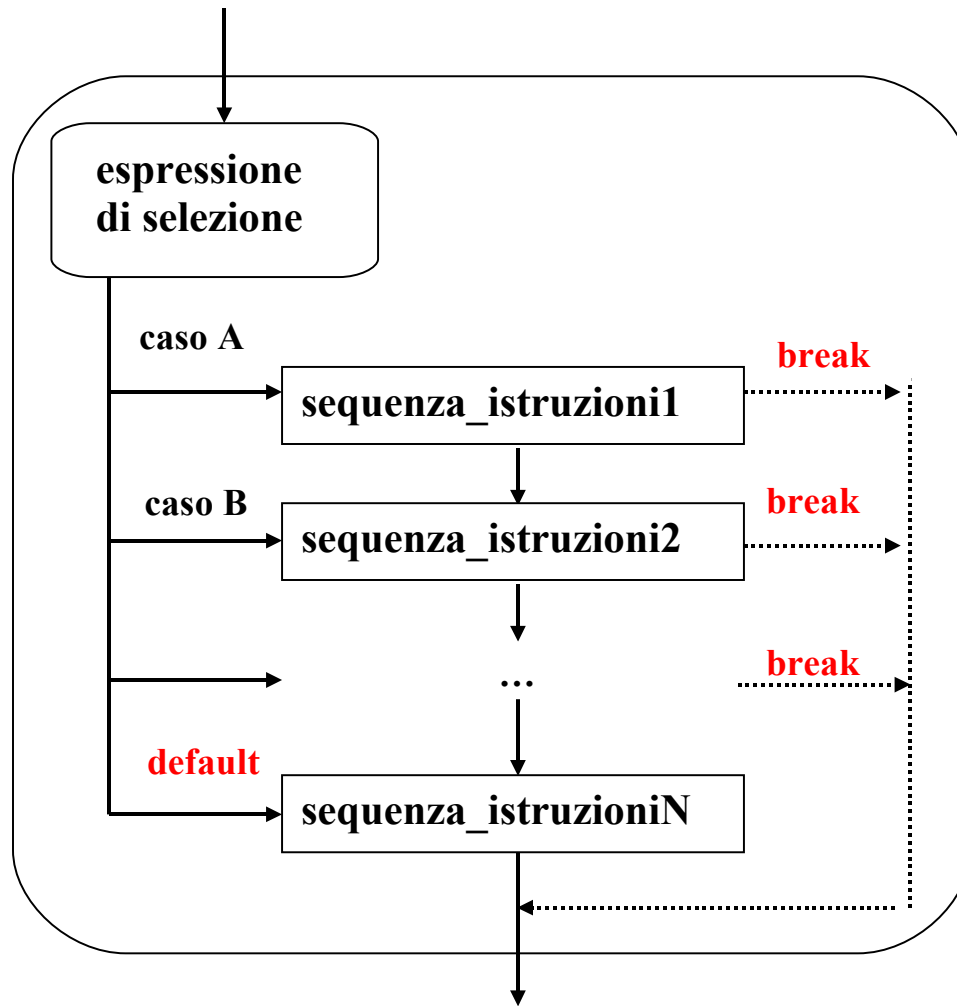 espressione
di selezione
caso A
break
sequenza_istruzioni1
caso B
break
sequenza_istruzioni2
...
break
default
sequenza_istruzioniN